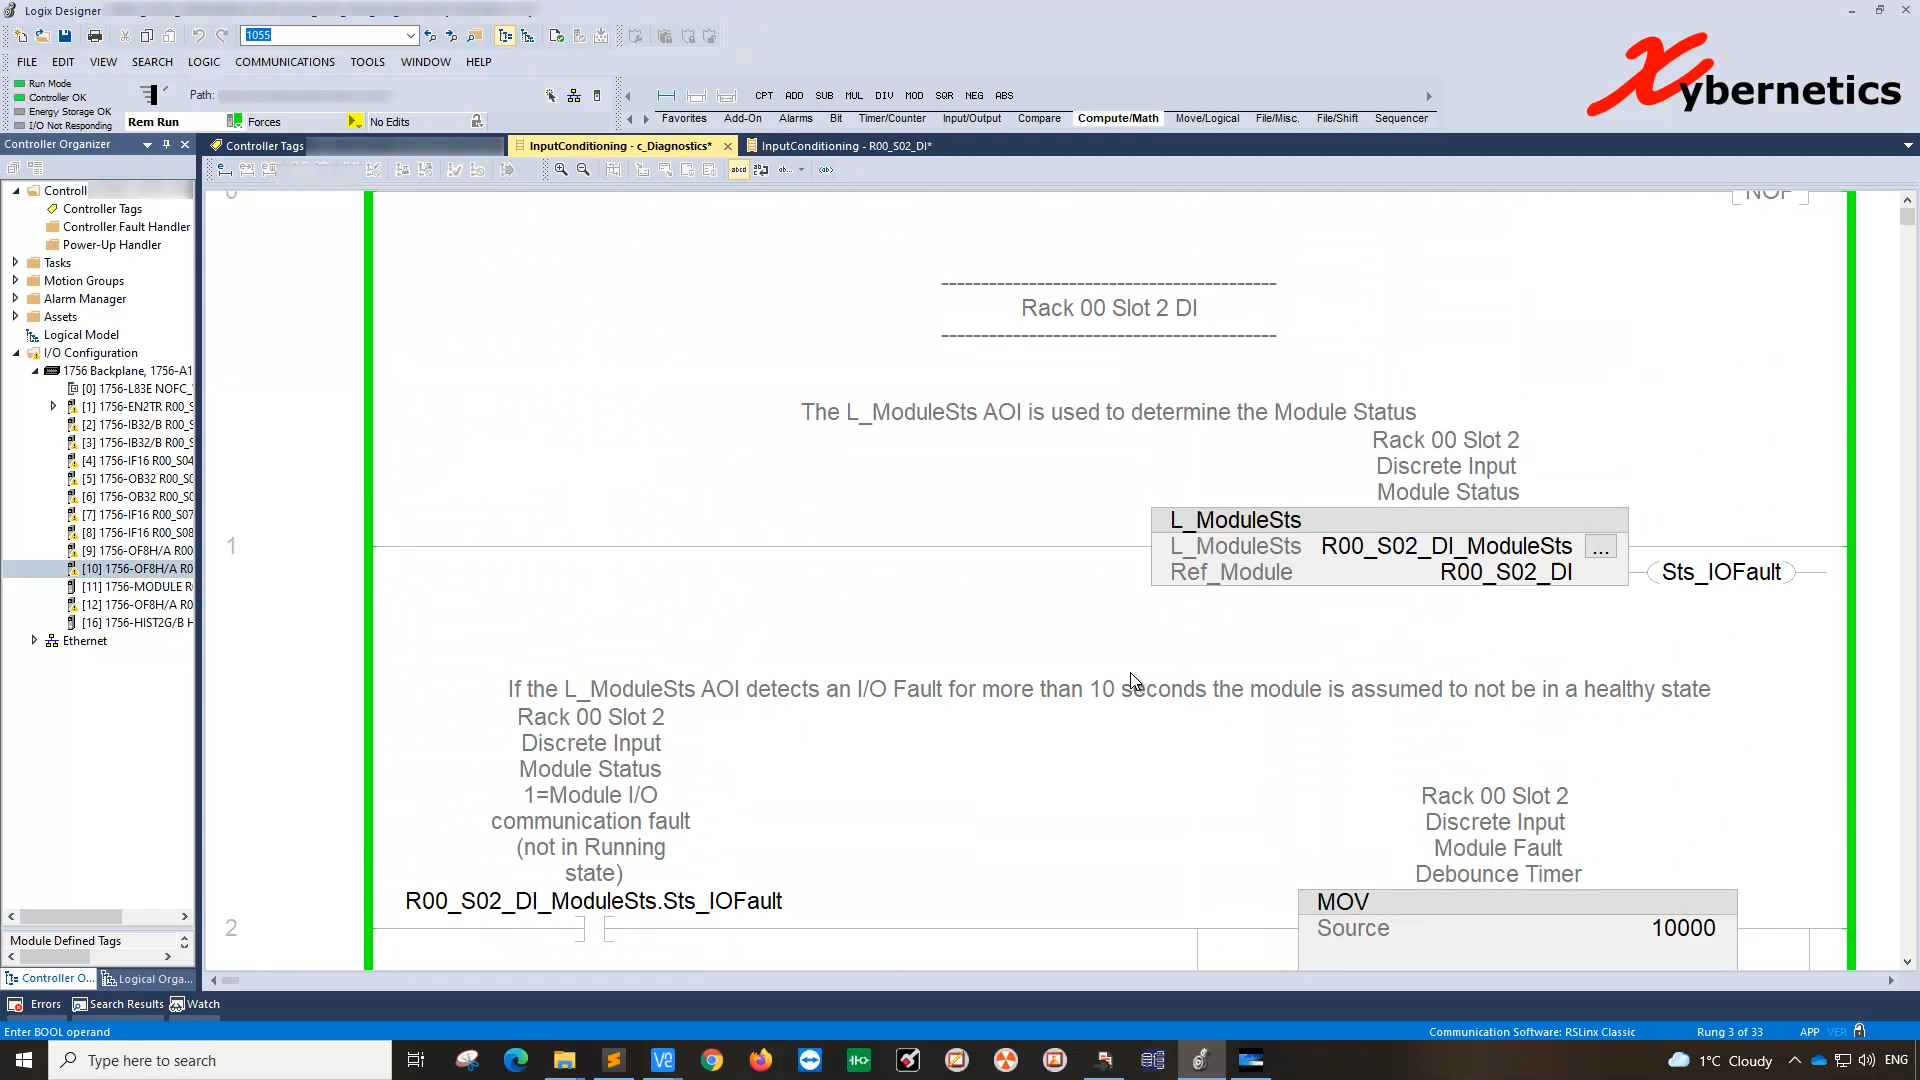 Logix Designer
Xybernetics
1055
FILE EDIT VIEW SEARCH LOGIC COMMUNICATIONS TOOLS WINDOW HELP
Run Mode
Controller OK
Energy Storage OK
I/O Not Responding
Path:
Rem Run
Forces
No Edits
CPT ADD SUB MUL DIV MOD SQR NEG ABS
Favorites Add-On Alarms Bit Timer/Counter Input/Output Compare Compute/Math Move/Logical File/Misc. File/Shift Sequencer
Controller Organizer
Controller Tags
InputConditioning - c_Diagnostics*
InputConditioning - R00_S02_DI*
Controll
Controller Tags
Controller Fault Handler
Power-Up Handler
Tasks
Motion Groups
Alarm Manager
Assets
Logical Model
I/O Configuration
1756 Backplane, 1756-A1
[0] 1756-L83E NOFC_
[1] 1756-EN2TR R00_S
[2] 1756-IB32/B R00_S
[3] 1756-IB32/B R00_S
[4] 1756-IF16 R00_S04
[5] 1756-OB32 R00_S0
[6] 1756-OB32 R00_S0
[7] 1756-IF16 R00_S07
[8] 1756-IF16 R00_S08
[9] 1756-OF8H/A R00
[10] 1756-OF8H/A R0
[11] 1756-MODULE R
[12] 1756-OF8H/A R0
[16] 1756-HIST2G/B H
Ethernet
Module Defined Tags
Controller O...
Logical Orga...
0
NOP
Rack 00 Slot 2 DI
The L_ModuleSts AOI is used to determine the Module Status
Rack 00 Slot 2
Discrete Input
Module Status
L_ModuleSts
1
L_ModuleSts R00_S02_DI_ModuleSts ...
Ref_Module R00_S02_DI
Sts_IOFault
If the L_ModuleSts AOI detects an I/O Fault for more than 10 seconds the module is assumed to not be in a healthy state
Rack 00 Slot 2
Discrete Input
Module Status
1=Module I/O
communication fault
(not in Running
state)
R00_S02_DI_ModuleSts.Sts_IOFault
Rack 00 Slot 2
Discrete Input
Module Fault
Debounce Timer
MOV
2
Source 10000
Errors
Search Results
Watch
Enter BOOL operand
Communication Software: RSLinx Classic
Rung 3 of 33
APP
VER
Type here to search
1°C Cloudy
ENG